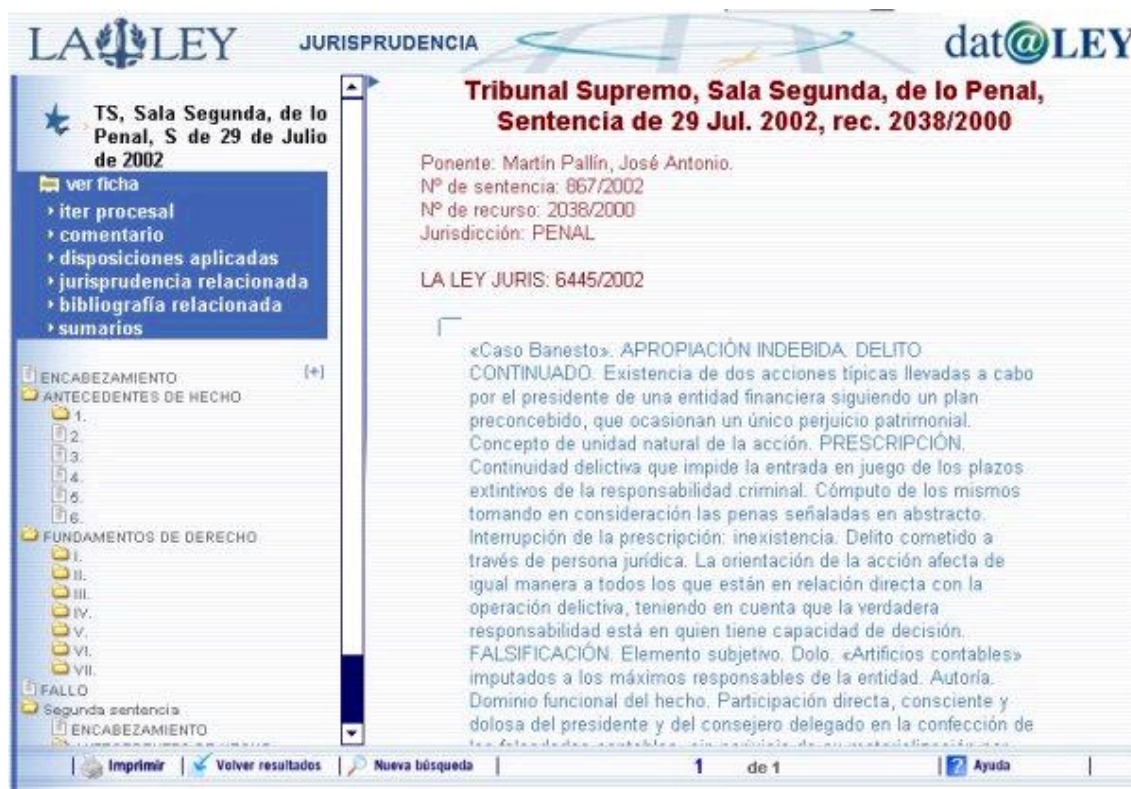 LA LEY
JURISPRUDENCIA
dat@LEY
TS, Sala Segunda, de lo
Penal, S de 29 de Julio
de 2002
ver ficha
iter procesal
comentario
disposiciones aplicadas
jurisprudencia relacionada
bibliografía relacionada
sumarios
ENCABEZAMIENTO [+]
ANTECEDENTES DE HECHO
1.
2.
3.
4.
5.
6.
FUNDAMENTOS DE DERECHO
I.
II.
III.
IV.
V.
VI.
VII.
FALLO
Segunda sentencia
ENCABEZAMIENTO
Tribunal Supremo, Sala Segunda, de lo Penal,
Sentencia de 29 Jul. 2002, rec. 2038/2000
Ponente: Martín Pallín, José Antonio.
Nº de sentencia: 867/2002
Nº de recurso: 2038/2000
Jurisdicción: PENAL
LA LEY JURIS: 6445/2002
«Caso Banesto». APROPIACIÓN INDEBIDA. DELITO
CONTINUADO. Existencia de dos acciones típicas llevadas a cabo
por el presidente de una entidad financiera siguiendo un plan
preconcebido, que ocasionan un único perjuicio patrimonial.
Concepto de unidad natural de la acción. PRESCRIPCIÓN.
Continuidad delictiva que impide la entrada en juego de los plazos
extintivos de la responsabilidad criminal. Cómputo de los mismos
tomando en consideración las penas señaladas en abstracto.
Interrupción de la prescripción: inexistencia. Delito cometido a
través de persona jurídica. La orientación de la acción afecta de
igual manera a todos los que están en relación directa con la
operación delictiva, teniendo en cuenta que la verdadera
responsabilidad está en quien tiene capacidad de decisión.
FALSIFICACIÓN. Elemento subjetivo. Dolo. «Artificios contables»
imputados a los máximos responsables de la entidad. Autoría.
Dominio funcional del hecho. Participación directa, consciente y
dolosa del presidente y del consejero delegado en la confección de
Imprimir
Volver resultados
Nueva búsqueda
1 de 1
Ayuda